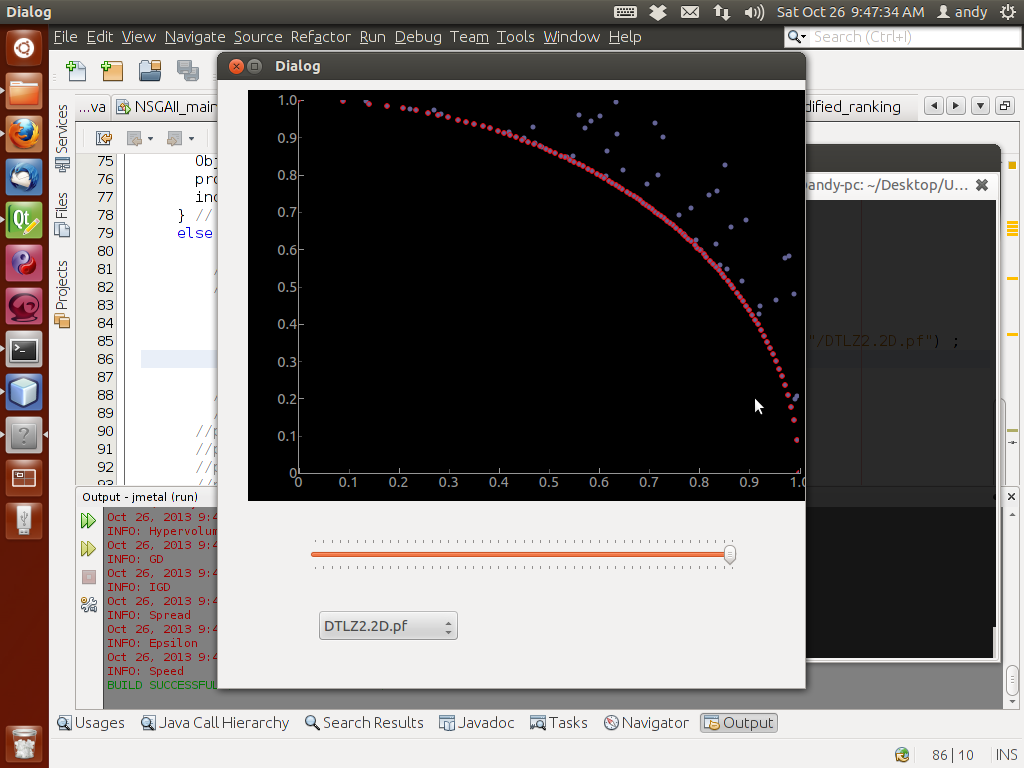 Dialog
Sat Oct 26 9:47:34 AM andy
File Edit View Navigate Source Refactor Run Debug Team Tools Window Help
Search (Ctrl+I)
Dialog
...va NSGAII_main
dified_ranking
Services
Files
Projects
75 Obj
76 pro
77 inc
78 } //
79 else
80
81 /
82 /
83
84
85
86
87
88 /
89 /
90 //p
91 //p
92 //p
93
andy-pc: ~/Desktop/U...
"/DTLZ2.2D.pf") ;
1.0
0.9
0.8
0.7
0.6
0.5
0.4
0.3
0.2
0.1
0
0 0.1 0.2 0.3 0.4 0.5 0.6 0.7 0.8 0.9 1.0
DTLZ2.2D.pf
Output - jmetal (run)
Oct 26, 2013 9:4
INFO: Hypervolum
Oct 26, 2013 9:4
INFO: GD
Oct 26, 2013 9:4
INFO: IGD
Oct 26, 2013 9:4
INFO: Spread
Oct 26, 2013 9:4
INFO: Epsilon
Oct 26, 2013 9:4
INFO: Speed
BUILD SUCCESSFU
Usages Java Call Hierarchy Search Results Javadoc Tasks Navigator Output
86|10 INS